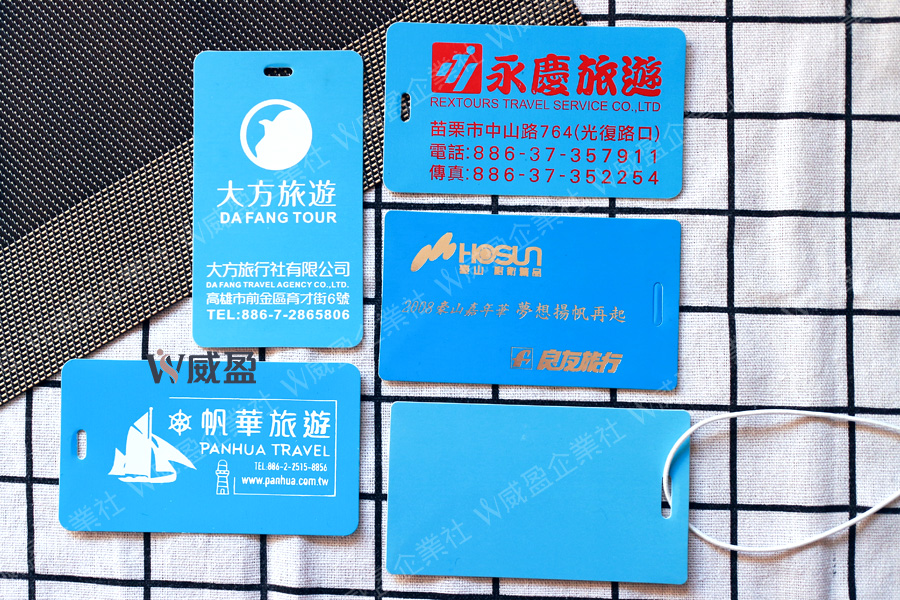 大方旅遊
DA FANG TOUR
大方旅行社有限公司
DA FANG TRAVEL AGENCY CO.,LTD.
高雄市前金區育才街6號
TEL:886-7-2865806
永慶旅遊
REXTOURS TRAVEL SERVICE CO.,LTD
苗栗市中山路764(光復路口)
電話:886-37-357911
傳真:886-37-352254
HOSUN
豪山
2008豪山嘉年華 夢想揚帆再起
良友旅行
W威盈
帆華旅遊
PANHUA TRAVEL
TEL.886-2-2515-8856
www.panhua.com.tw
W威盈企業社